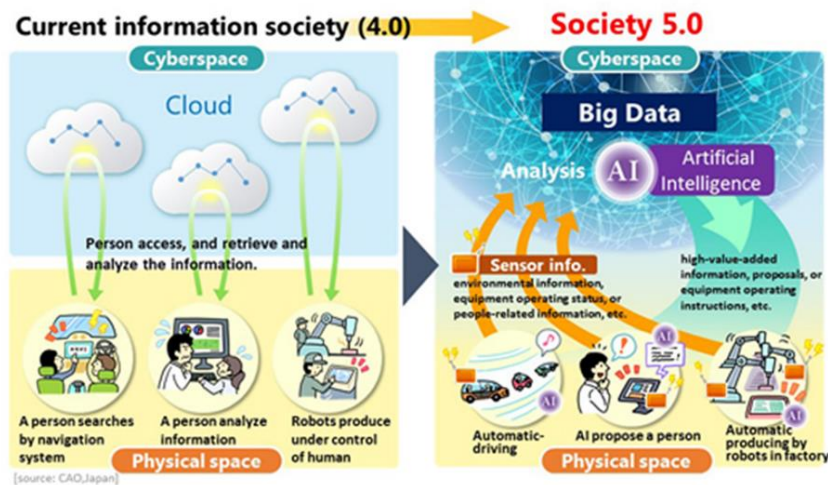 Current information society (4.0)
Society 5.0
Cyberspace
Cloud
Person access, and retrieve and
analyze the information.
A person searches
by navigation
system
A person analyze
information
Robots produce
under control
of human
Physical space
[source: CAO,Japan]
Cyberspace
Big Data
Analysis
AI
Artificial
Intelligence
Sensor info.
environmental information,
equipment operating status, or
people-related information, etc.
high-value-added
information, proposals, or
equipment operating
instructions, etc.
AI
AI
AI
Automatic-
driving
AI propose a person
Automatic
producing by
robots in factory
Physical space